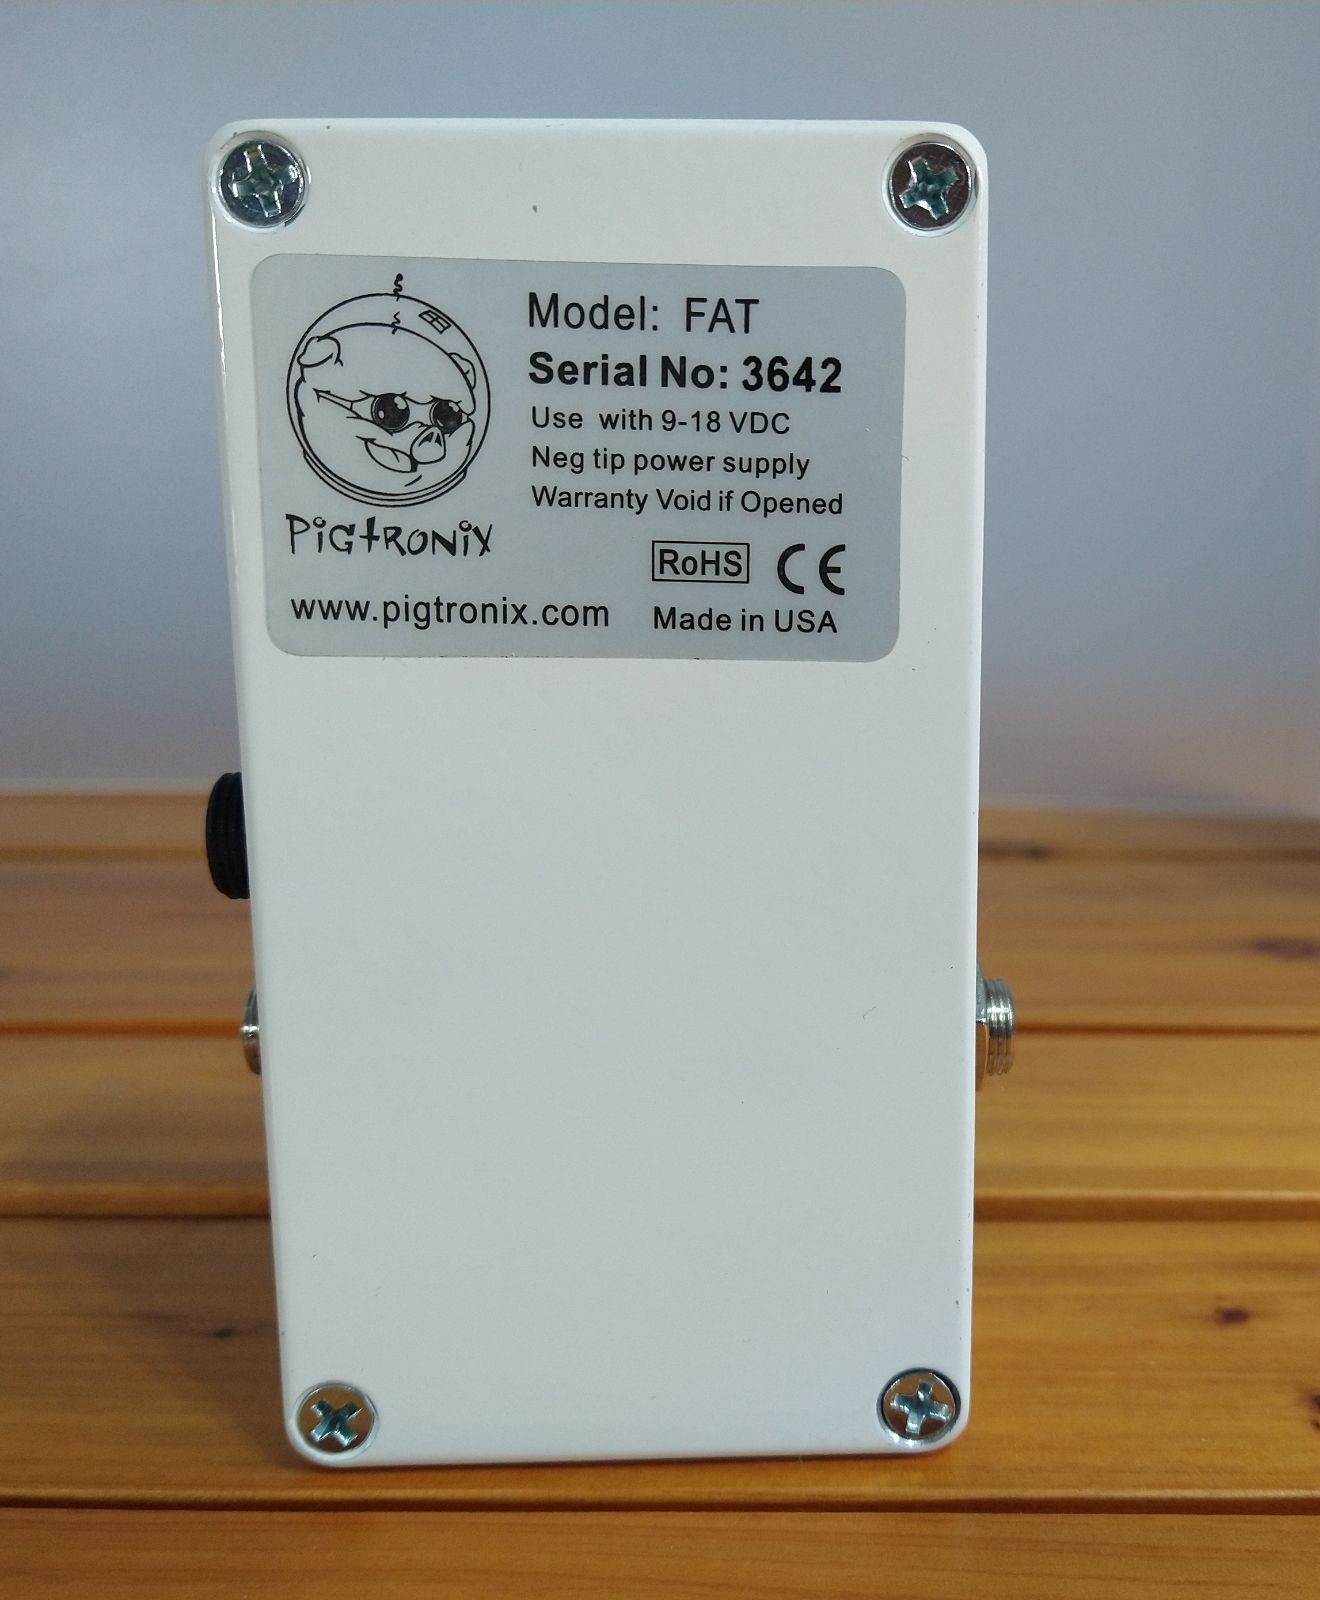 Model: FAT
Serial No: 3642
Use with 9-18 VDC
Neg tip power supply
Warranty Void if Opened
PIGTRONIX
RoHS CE
www.pigtronix.com
Made in USA